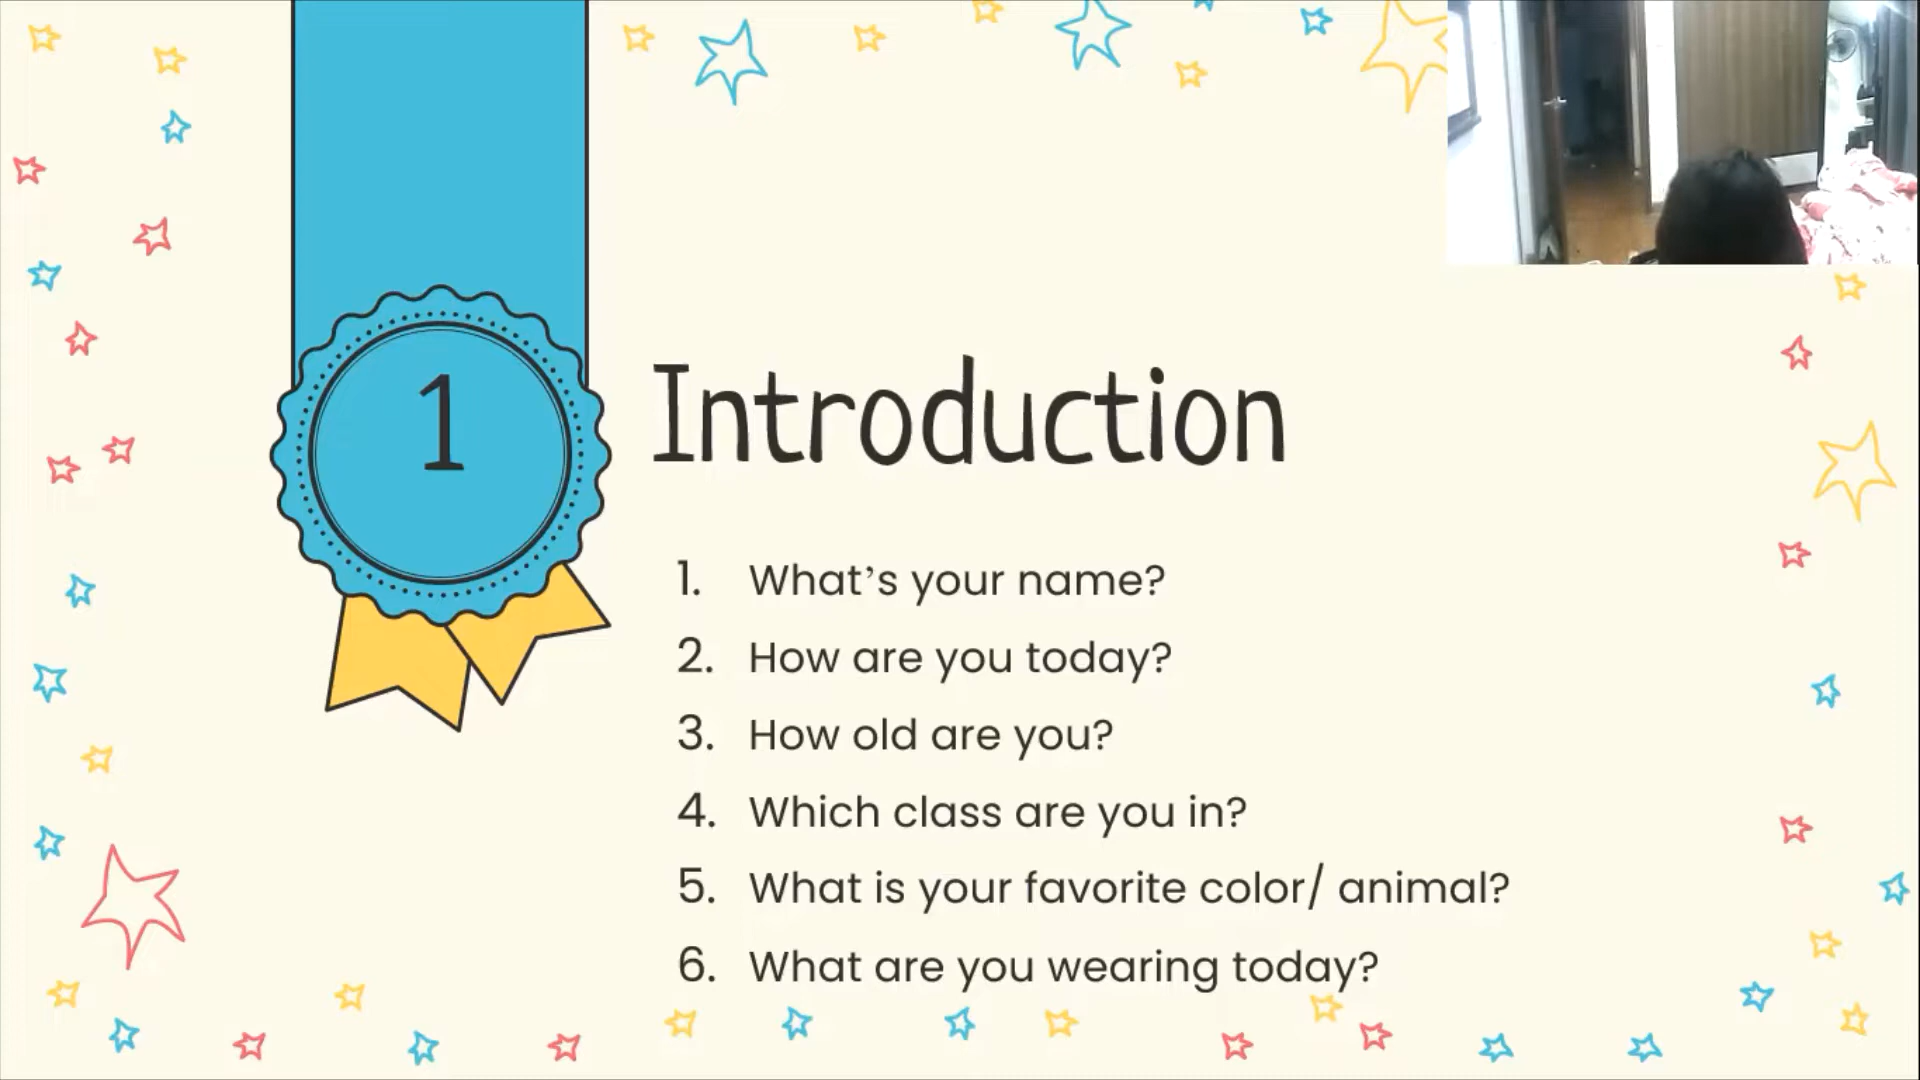 1
Introduction
1. What’s your name?
2. How are you today?
3. How old are you?
4. Which class are you in?
5. What is your favorite color/ animal?
6. What are you wearing today?